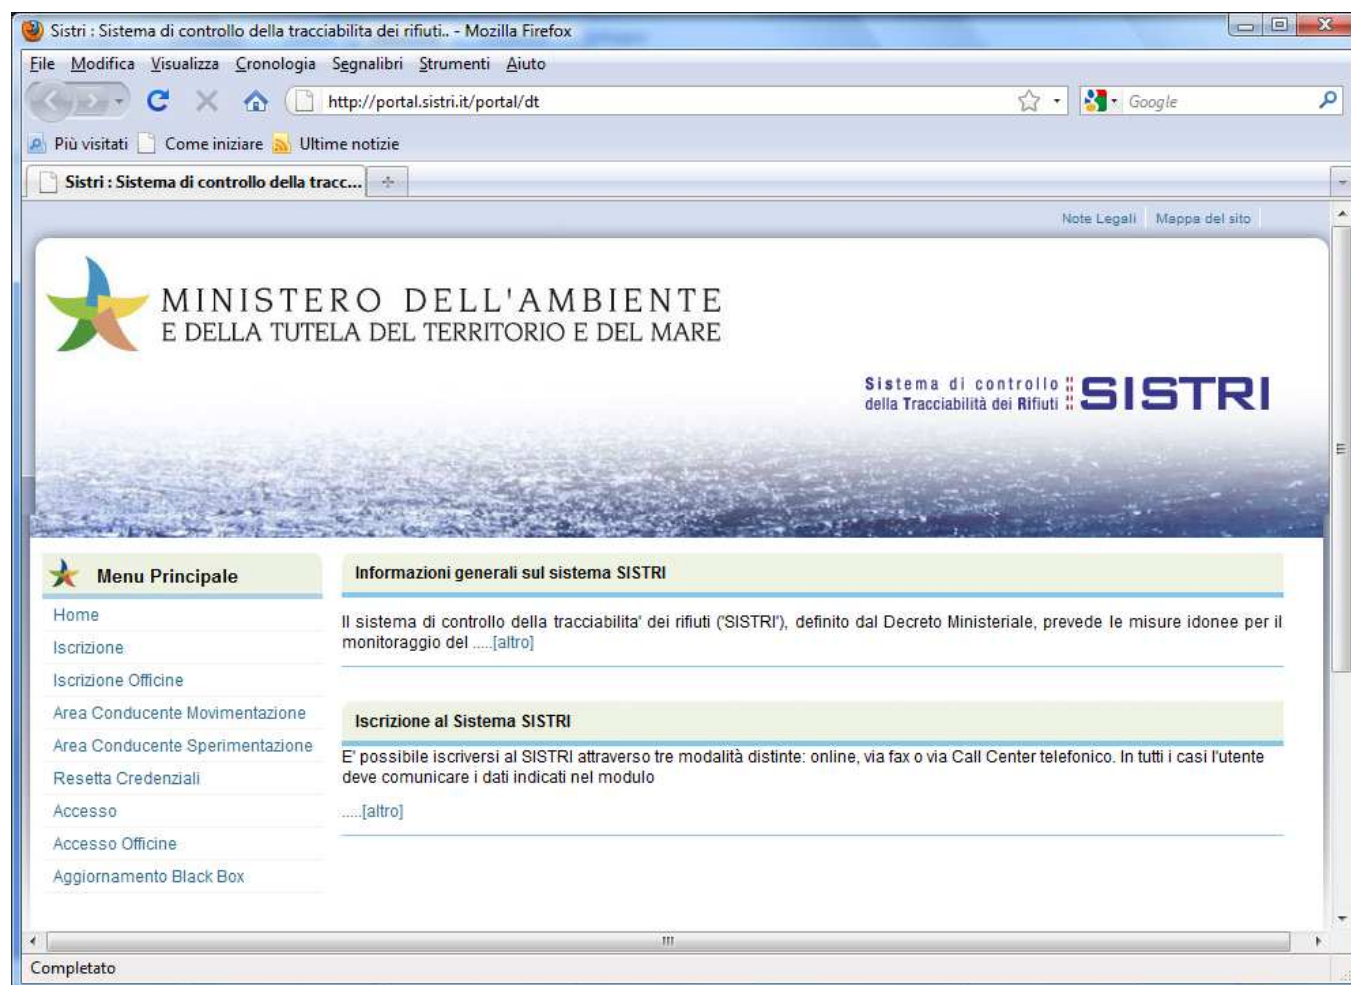 Sistri : Sistema di controllo della tracciabilita dei rifiuti.. - Mozilla Firefox
File Modifica Visualizza Cronologia Segnalibri Strumenti Aiuto
http://portal.sistri.it/portal/dt
Google
Più visitati Come iniziare Ultime notizie
Sistri : Sistema di controllo della tracc...
Note Legali Mappa del sito
MINISTERO DELL'AMBIENTE
E DELLA TUTELA DEL TERRITORIO E DEL MARE
Sistema di controllo
della Tracciabilità dei Rifiuti
SISTRI
Menu Principale
Home
Iscrizione
Iscrizione Officine
Area Conducente Movimentazione
Area Conducente Sperimentazione
Resetta Credenziali
Accesso
Accesso Officine
Aggiornamento Black Box
Informazioni generali sul sistema SISTRI
Il sistema di controllo della tracciabilita' dei rifiuti ('SISTRI'), definito dal Decreto Ministeriale, prevede le misure idonee per il
monitoraggio del .....[altro]
Iscrizione al Sistema SISTRI
E' possibile iscriversi al SISTRI attraverso tre modalità distinte: online, via fax o via Call Center telefonico. In tutti i casi l'utente
deve comunicare i dati indicati nel modulo
.....[altro]
Completato